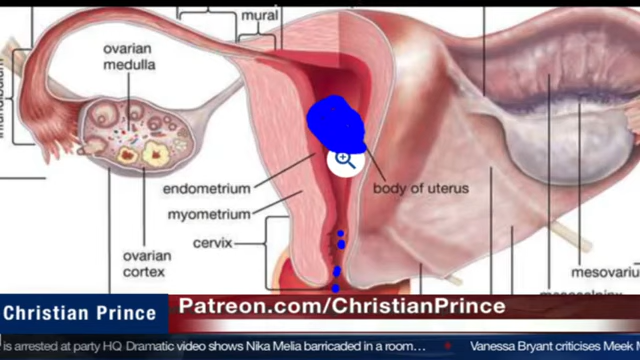 mural
ovarian
medulla
infundibulum
endometrium
body of uterus
myometrium
cervix
ovarian
cortex
mesovariu
Patreon.com/ChristianPrince
Christian Prince
is arrested at party HQ Dramatic video shows Nika Melia barricaded in a room… Vanessa Bryant criticises Meek M